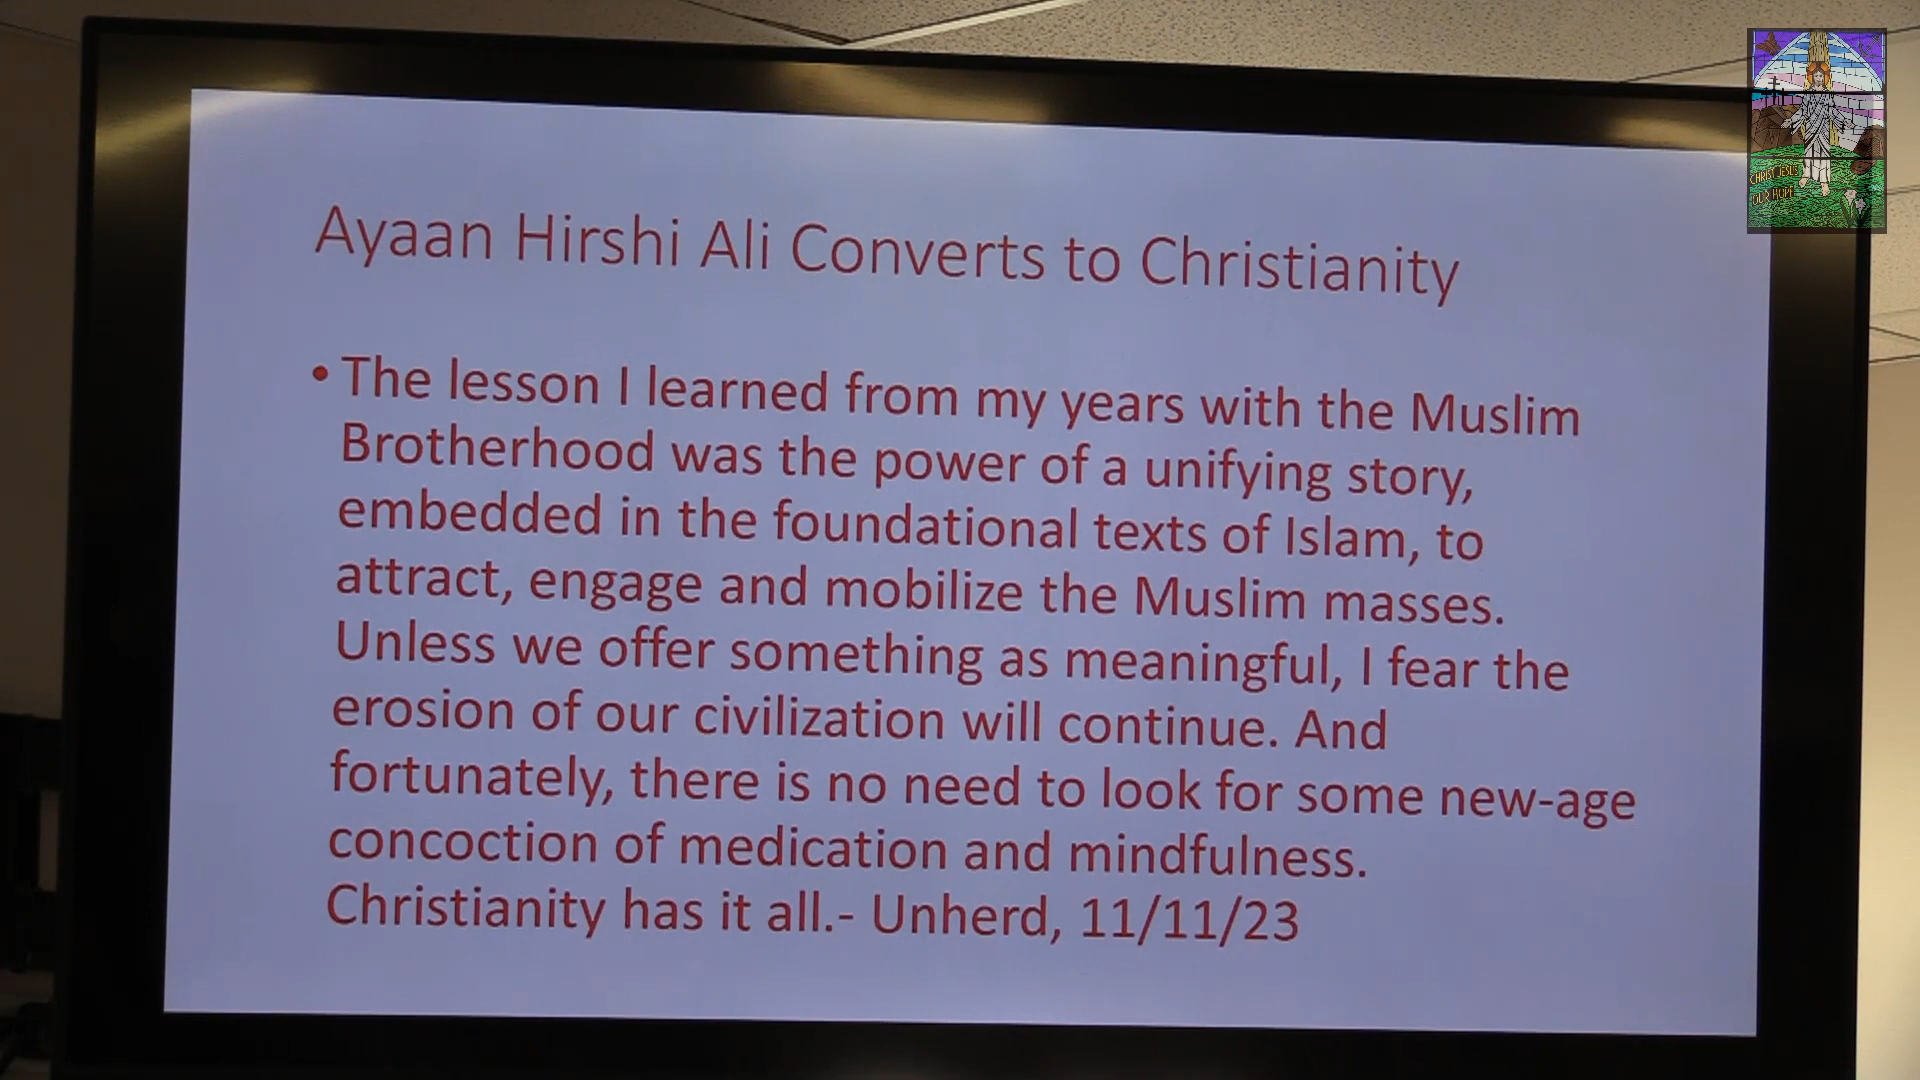 Ayaan Hirshi Ali Converts to Christianity
• The lesson I learned from my years with the Muslim
Brotherhood was the power of a unifying story,
embedded in the foundational texts of Islam, to
attract, engage and mobilize the Muslim masses.
Unless we offer something as meaningful, I fear the
erosion of our civilization will continue. And
fortunately, there is no need to look for some new-age
concoction of medication and mindfulness.
Christianity has it all.- Unherd, 11/11/23
CHRIST JESUS
OUR HOPE